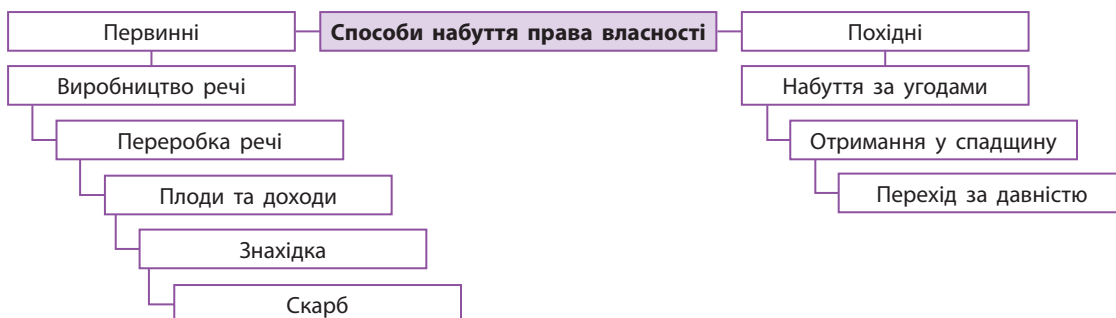 Первинні
Способи набуття права власності
Похідні
Виробництво речі
Набуття за угодами
Переробка речі
Отримання у спадщину
Плоди та доходи
Перехід за давністю
Знахідка
Скарб